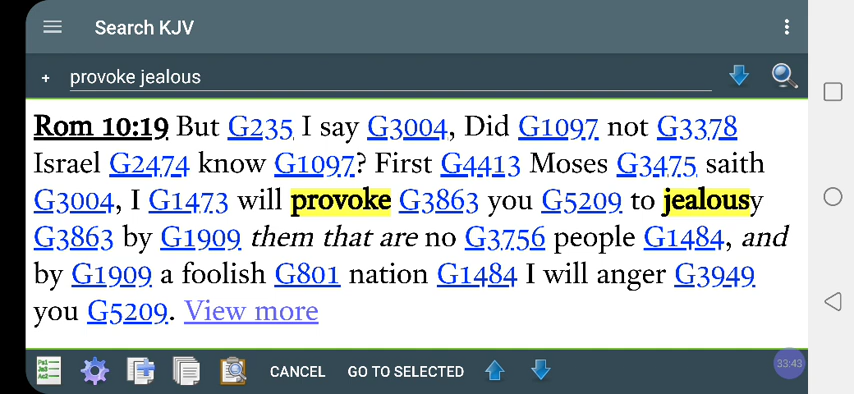 Search KJV
+ provoke jealous
Rom 10:19 But G235 I say G3004, Did G1097 not G3378
Israel G2474 know G1097? First G4413 Moses G3475 saith
G3004, I G1473 will provoke G3863 you G5209 to jealousy
G3863 by G1909 them that are no G3756 people G1484, and
by G1909 a foolish G801 nation G1484 I will anger G3949
you G5209. View more
CANCEL GO TO SELECTED
33:43